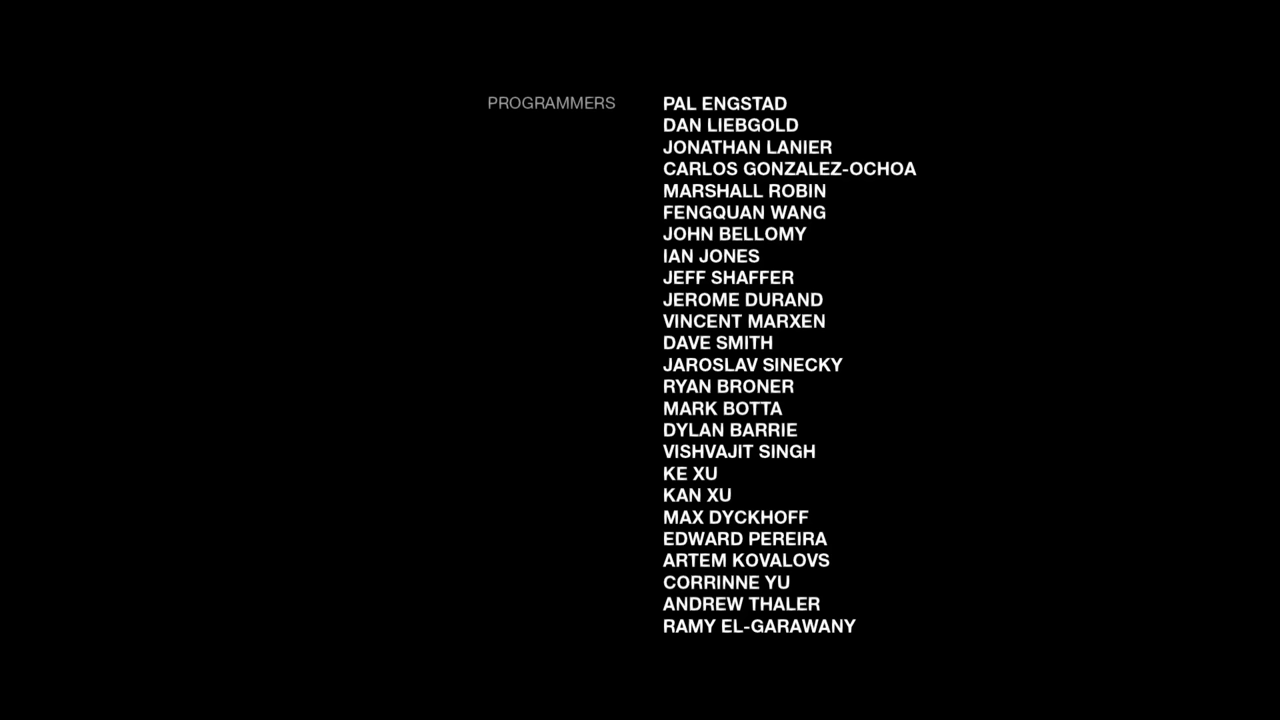 PROGRAMMERS PAL ENGSTAD
DAN LIEBGOLD
JONATHAN LANIER
CARLOS GONZALEZ-OCHOA
MARSHALL ROBIN
FENGQUAN WANG
JOHN BELLOMY
IAN JONES
JEFF SHAFFER
JEROME DURAND
VINCENT MARXEN
DAVE SMITH
JAROSLAV SINECKY
RYAN BRONER
MARK BOTTA
DYLAN BARRIE
VISHVAJIT SINGH
KE XU
KAN XU
MAX DYCKHOFF
EDWARD PEREIRA
ARTEM KOVALOVS
CORRINNE YU
ANDREW THALER
RAMY EL-GARAWANY